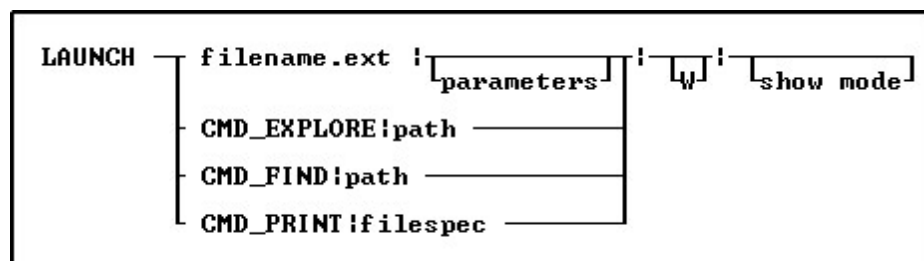 LAUNCH filename.ext ¦ parameters ¦ W ¦ show mode
CMD_EXPLORE¦path
CMD_FIND¦path
CMD_PRINT¦filespec